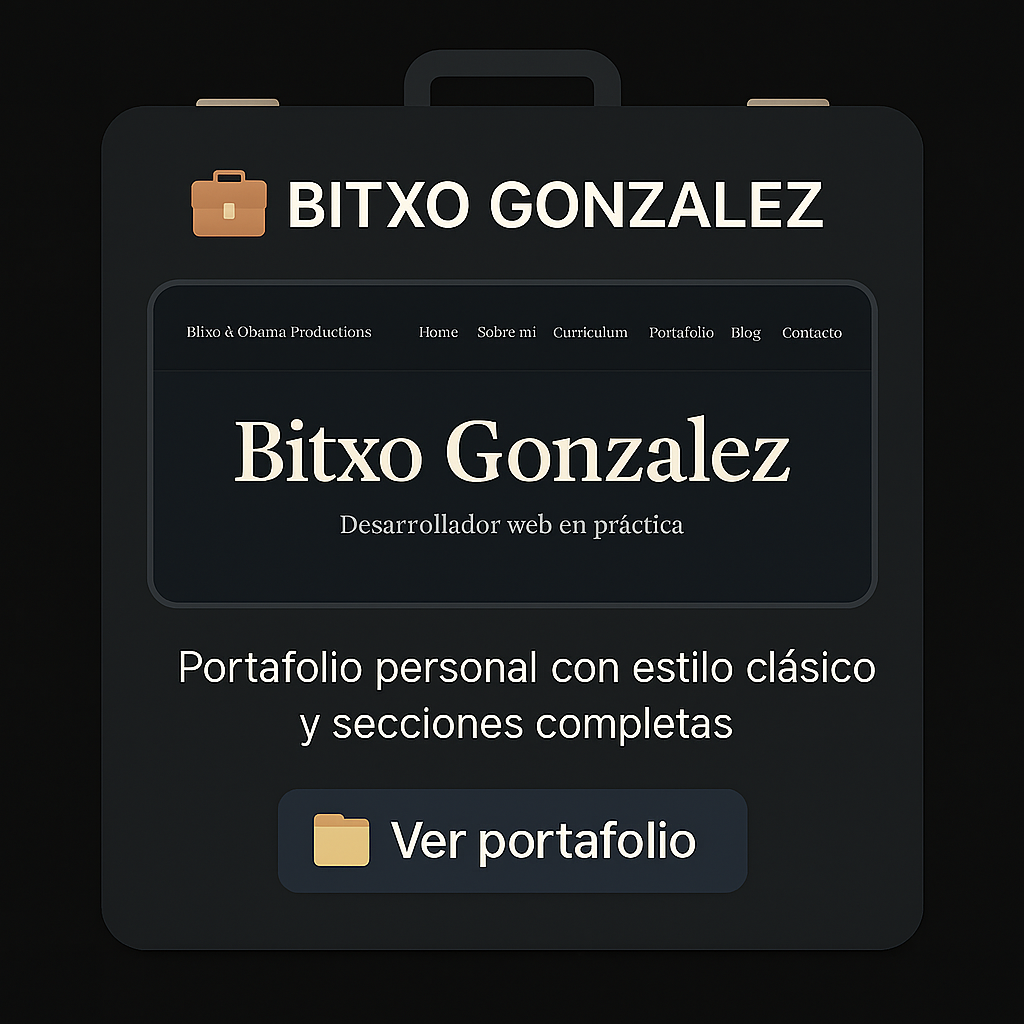 BITXO GONZALEZ
Blixo & Obama Productions Home Sobre mi Curriculum Portafolio Blog Contacto
Bitxo Gonzalez
Desarrollador web en práctica
Portafolio personal con estilo clásico
y secciones completas
Ver portafolio